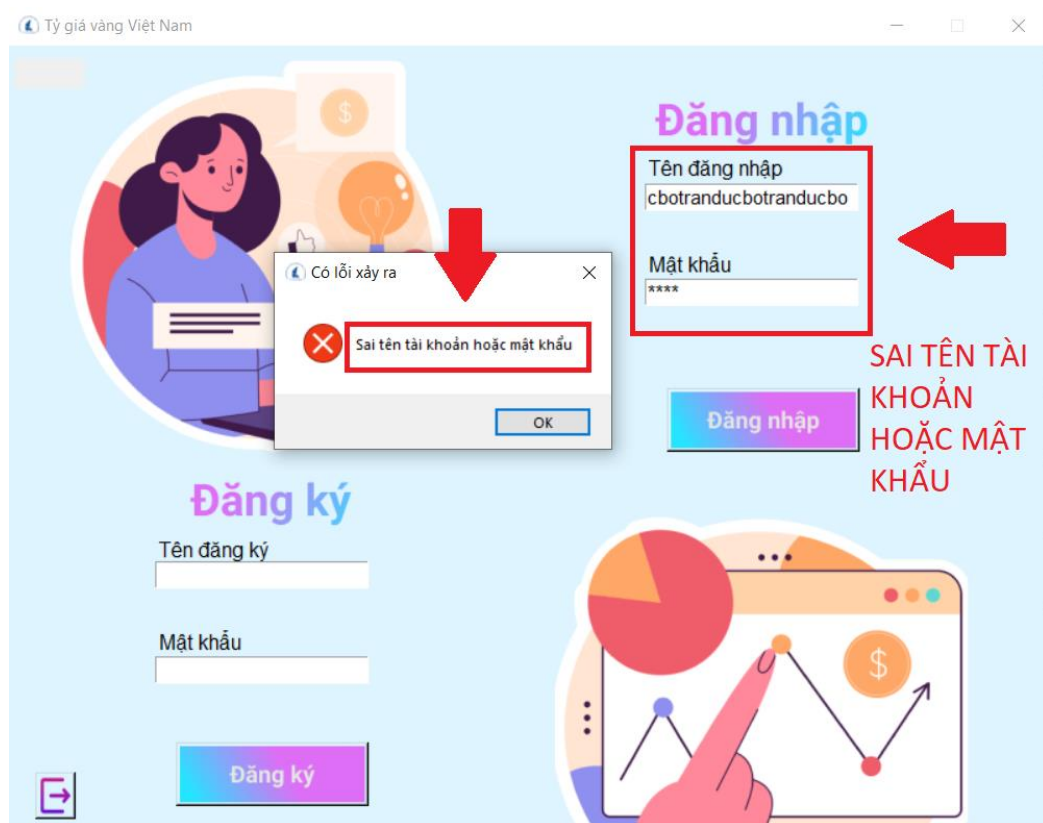 Tỷ giá vàng Việt Nam
Đăng nhập
Tên đăng nhập
cbotranducbotranducbo
Mật khẩu
****
Có lỗi xảy ra
Sai tên tài khoản hoặc mật khẩu
OK
Đăng nhập
SAI TÊN TÀI
KHOẢN
HOẶC MẬT
KHẨU
Đăng ký
Tên đăng ký
Mật khẩu
Đăng ký
$
$